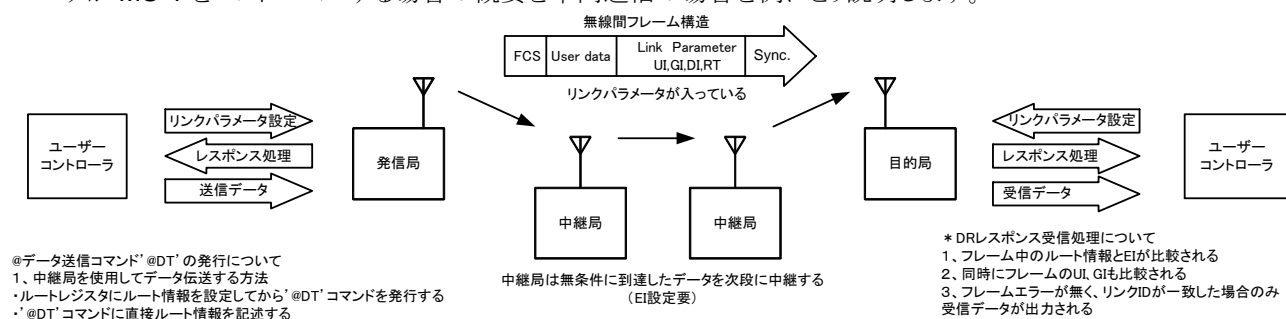 無線間フレーム構造
FCS
User data
Link Parameter
UI,GI,DI,RT
Sync.
リンクパラメータが入っている
ユーザー
コントローラ
リンクパラメータ設定
レスポンス処理
送信データ
発信局
中継局
中継局
目的局
リンクパラメータ設定
レスポンス処理
受信データ
ユーザー
コントローラ
@データ送信コマンド'@DT'の発行について
1、中継局を使用してデータ伝送する方法
・ルートレジスタにルート情報を設定してから'@DT'コマンドを発行する
・'@DT'コマンドに直接ルート情報を記述する
中継局は無条件に到達したデータを次段に中継する
(EI設定要)
*DRレスポンス受信処理について
1、フレーム中のルート情報とEIが比較される
2、同時にフレームのUI、GIも比較される
3、フレームエラーが無く、リンクIDが一致した場合のみ
受信データが出力される